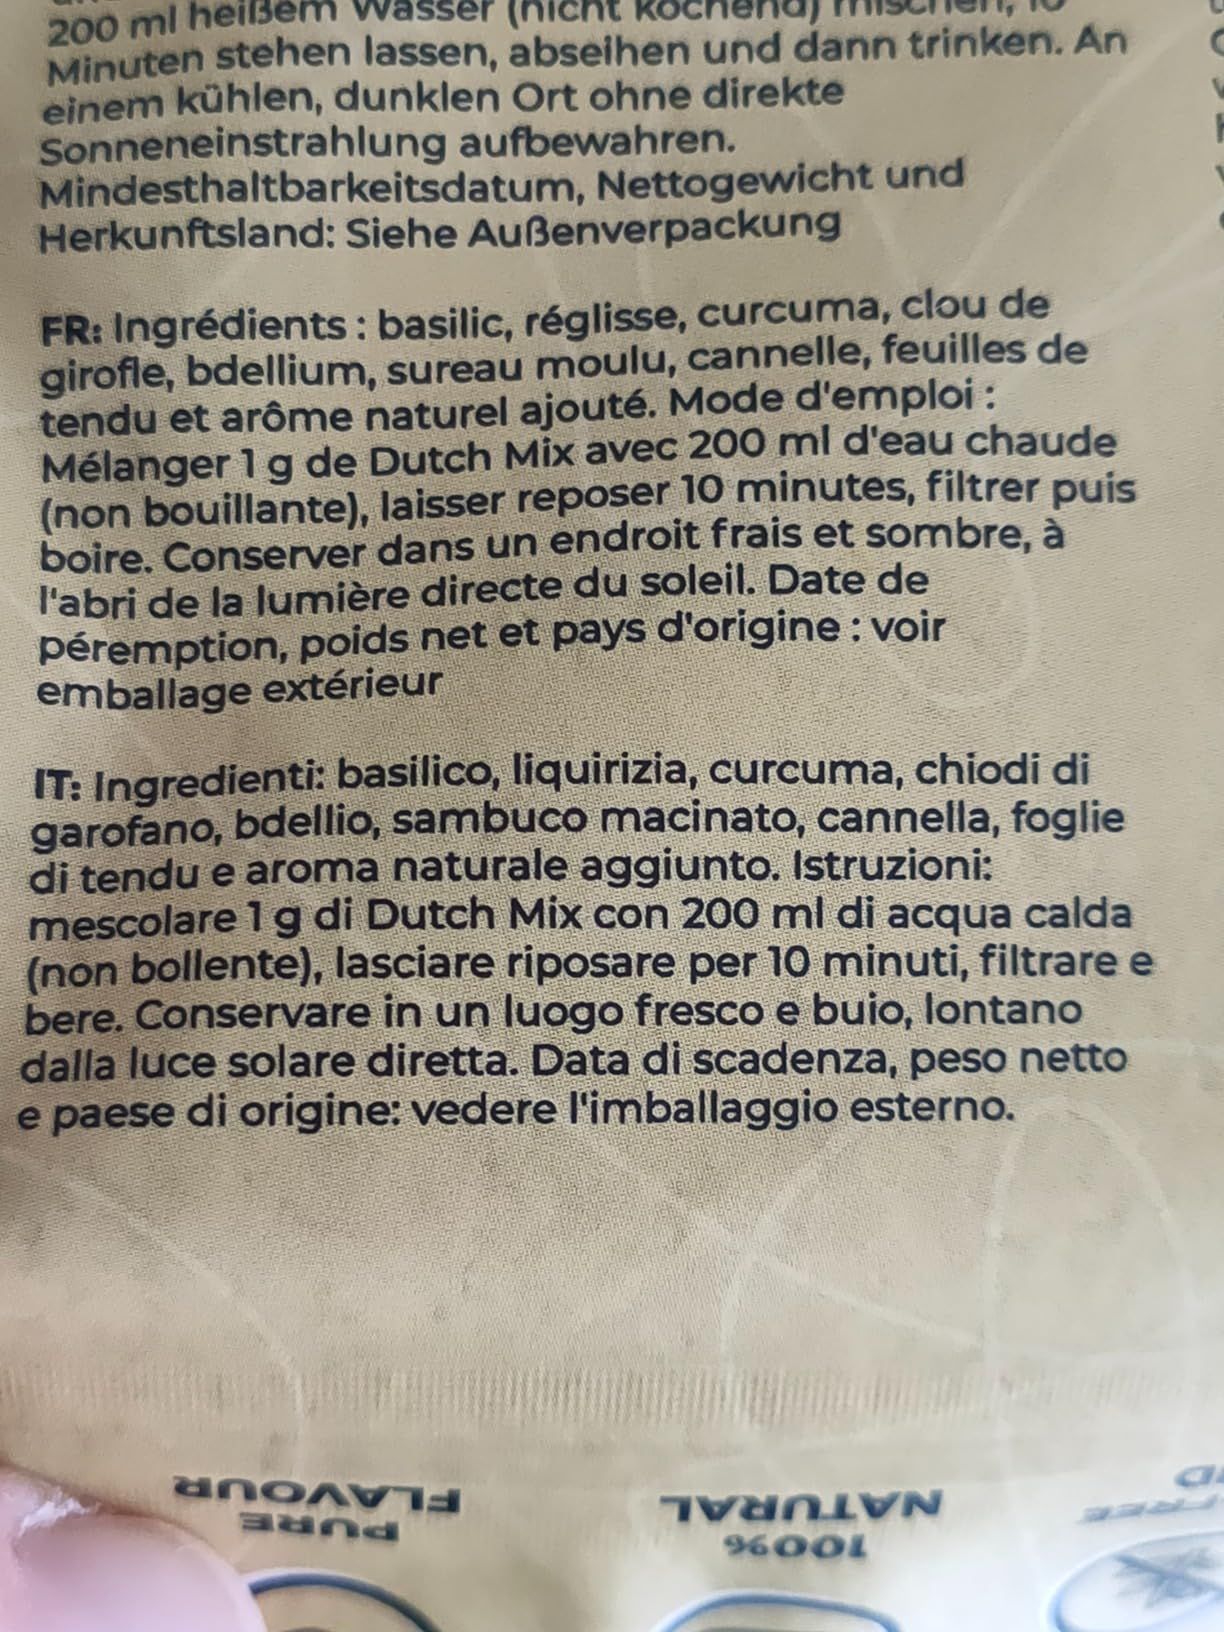 200 ml heißem Wasser (nicht kochend) mischen, 10
Minuten stehen lassen, abseihen und dann trinken. An
einem kühlen, dunklen Ort ohne direkte
Sonneneinstrahlung aufbewahren.
Mindesthaltbarkeitsdatum, Nettogewicht und
Herkunftsland: Siehe Außenverpackung
FR: Ingrédients : basilic, réglisse, curcuma, clou de
girofle, bdellium, sureau moulu, cannelle, feuilles de
tendu et arôme naturel ajouté. Mode d'emploi :
Mélanger 1 g de Dutch Mix avec 200 ml d'eau chaude
(non bouillante), laisser reposer 10 minutes, filtrer puis
boire. Conserver dans un endroit frais et sombre, à
l'abri de la lumière directe du soleil. Date de
péremption, poids net et pays d'origine : voir
emballage extérieur
IT: Ingredienti: basilico, liquirizia, curcuma, chiodi di
garofano, bdellio, sambuco macinato, cannella, foglie
di tendu e aroma naturale aggiunto. Istruzioni:
mescolare 1 g di Dutch Mix con 200 ml di acqua calda
(non bollente), lasciare riposare per 10 minuti, filtrare e
bere. Conservare in un luogo fresco e buio, lontano
dalla luce solare diretta. Data di scadenza, peso netto
e paese di origine: vedere l'imballaggio esterno.
PURE
FLAVOUR
100%
NATURAL
FREE